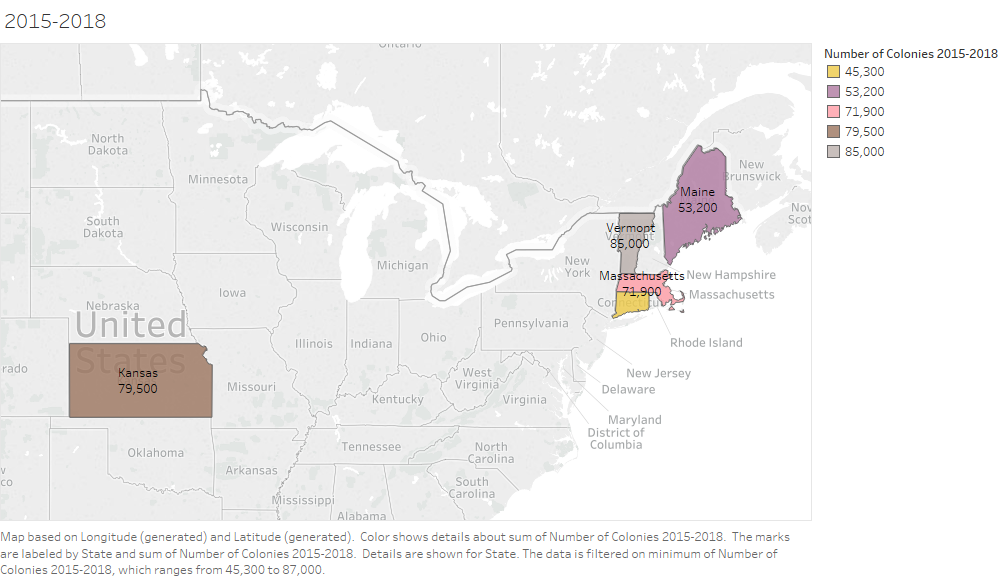 2015-2018
Ontario
Number of Colonies 2015-2018
45,300
53,200
71,900
79,500
85,000
North
Dakota
Minnesota
New
Brunswick
Maine
53,200
Nov
Scot
South
Dakota
Wisconsin
Vermont
85,000
Michigan
New
York
Massachusetts
71,900
New Hampshire
Massachusetts
Connecticut
Iowa
Nebraska
United
States
Pennsylvania
Illinois
Indiana
Ohio
Rhode Island
rado
Kansas
79,500
Missouri
West
Virginia
New Jersey
Delaware
Kentucky
Virginia
Maryland
District of
Columbia
Oklahoma
Tennessee
North
Carolina
Arkansas
co
South
Carolina
Mississippi
Alabama
Map based on Longitude (generated) and Latitude (generated).  Color shows details about sum of Number of Colonies 2015-2018.  The marks
are labeled by State and sum of Number of Colonies 2015-2018.  Details are shown for State. The data is filtered on minimum of Number of
Colonies 2015-2018, which ranges from 45,300 to 87,000.